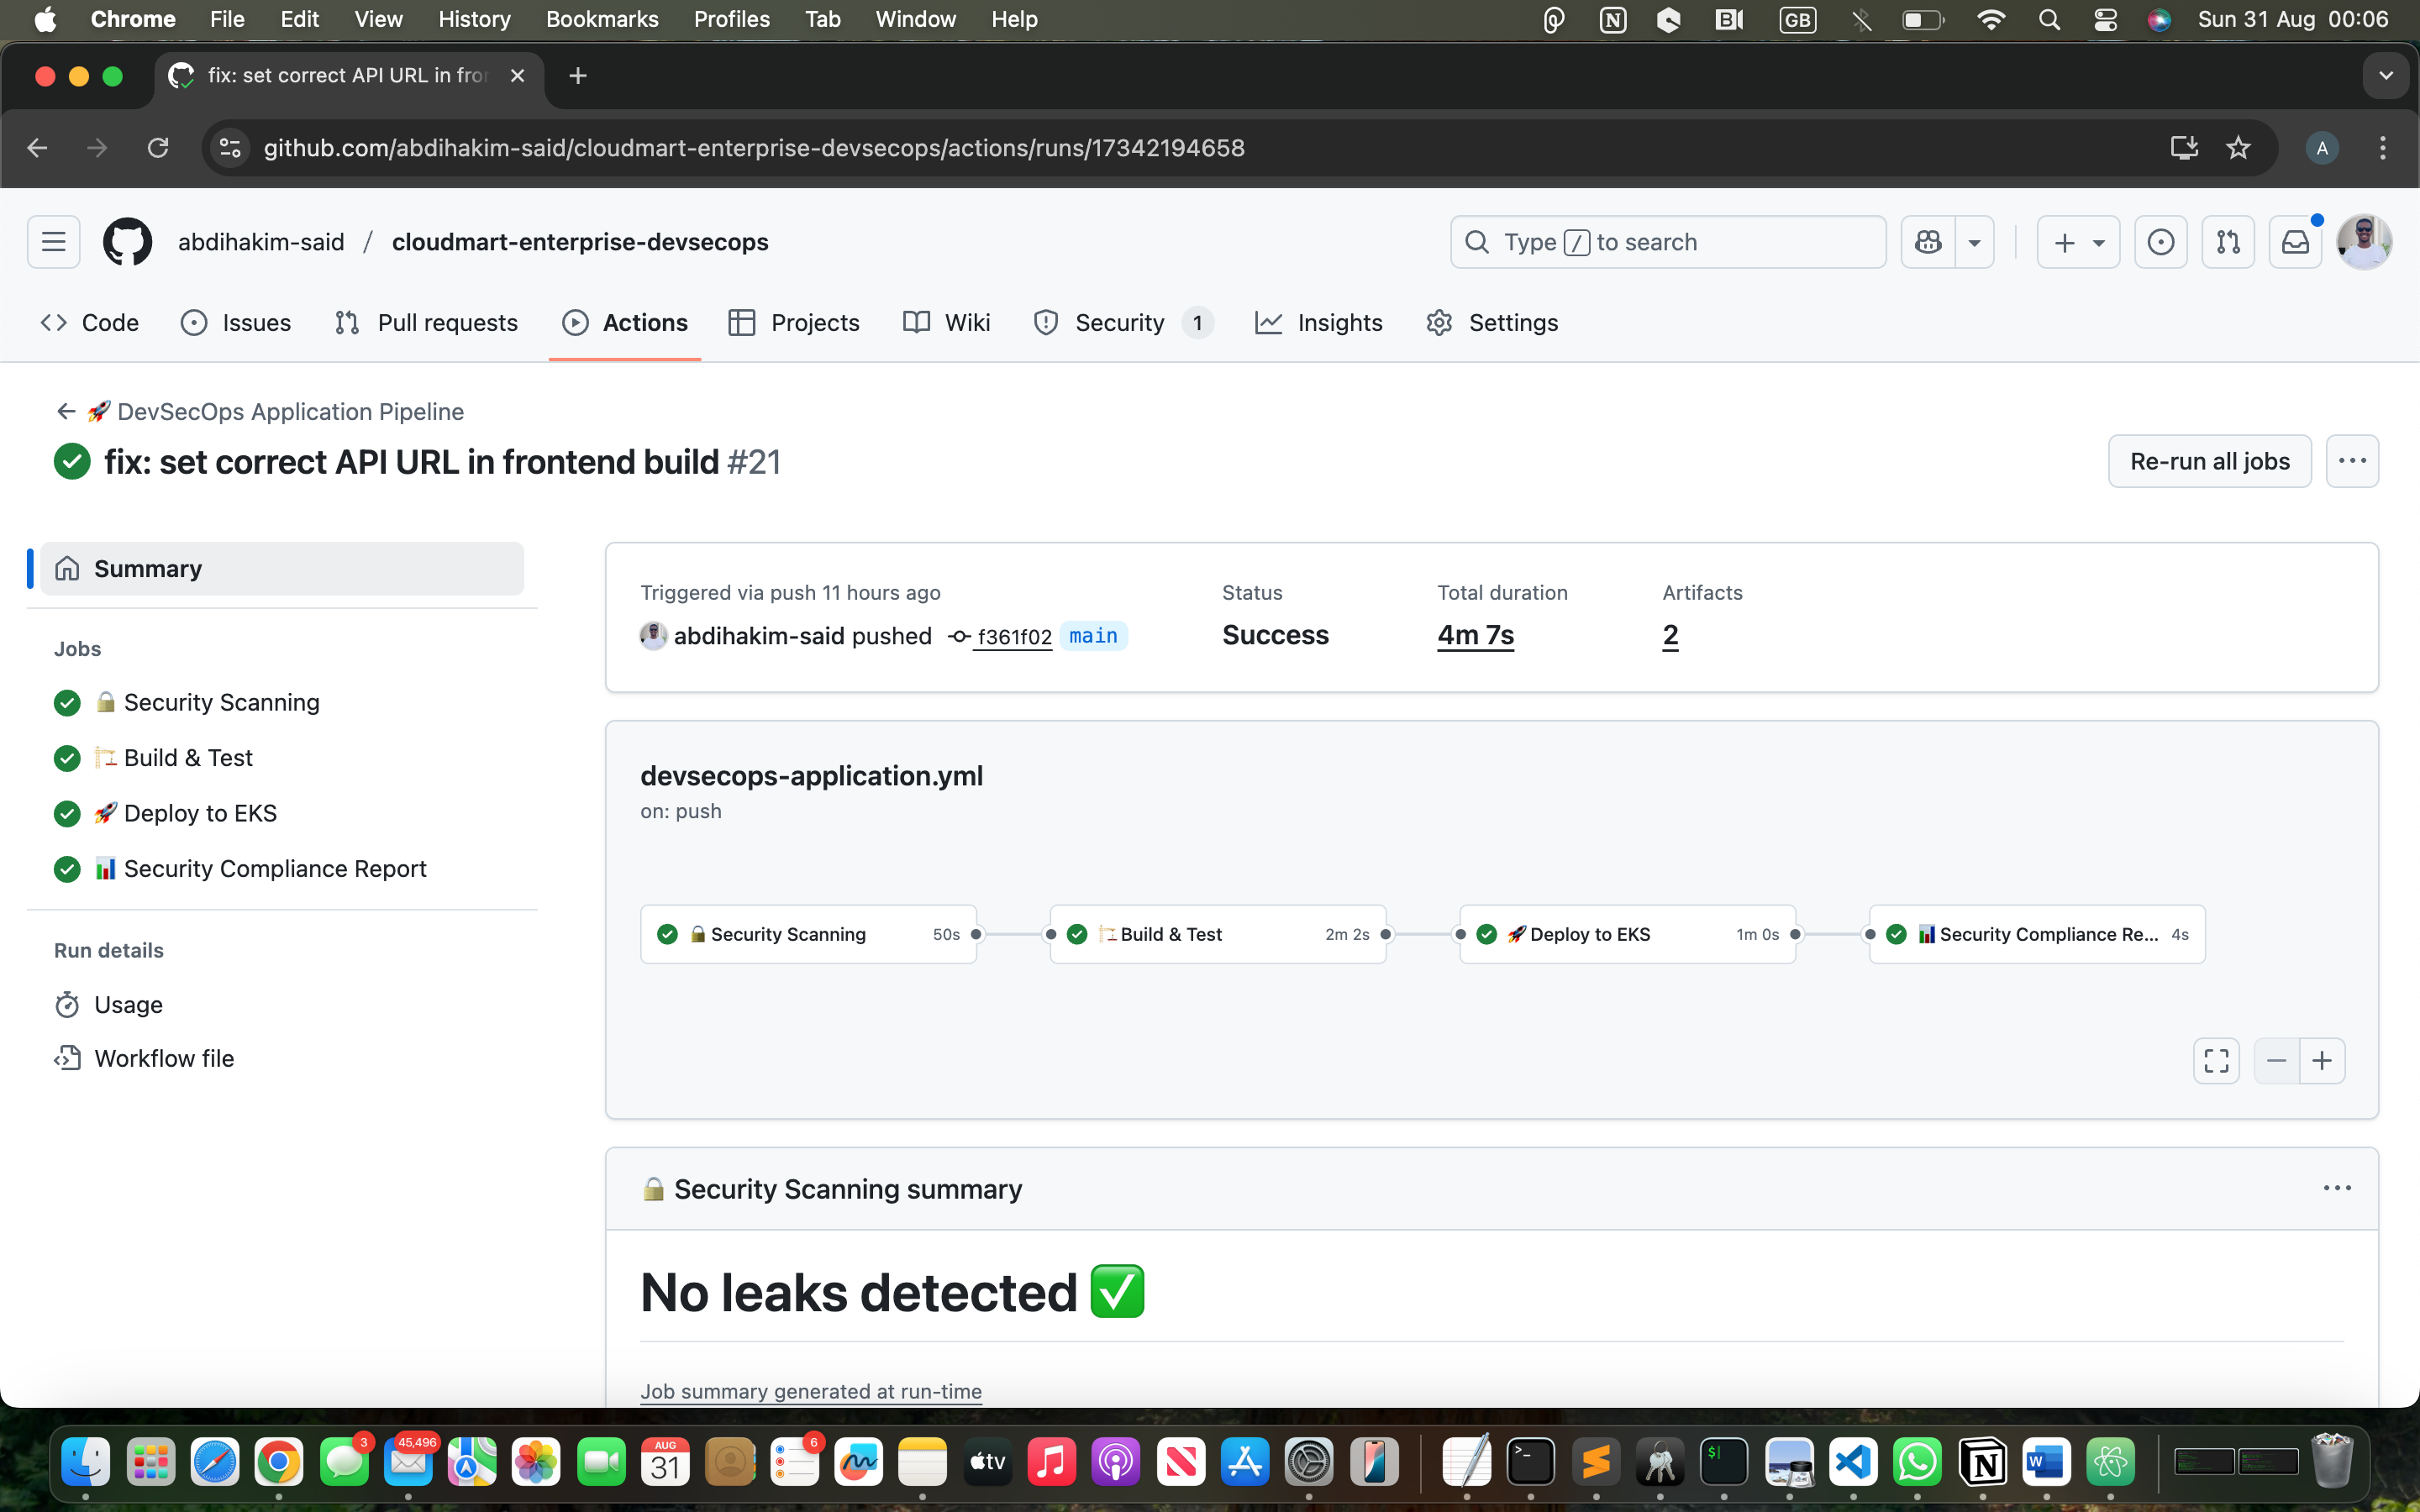 Chrome File Edit View History Bookmarks Profiles Tab Window Help GB Sun 31 Aug 00:06
fix: set correct API URL in fron
github.com/abdihakim-said/cloudmart-enterprise-devsecops/actions/runs/17342194658 A
abdihakim-said / cloudmart-enterprise-devsecops Type / to search
Code Issues Pull requests Actions Projects Wiki Security 1 Insights Settings
← 🚀 DevSecOps Application Pipeline
fix: set correct API URL in frontend build #21
Re-run all jobs
Summary
Jobs
🔒 Security Scanning
🏗️ Build & Test
🚀 Deploy to EKS
📊 Security Compliance Report
Run details
Usage
Workflow file
Triggered via push 11 hours ago
abdihakim-said pushed f361f02 main
Status
Success
Total duration
4m 7s
Artifacts
2
devsecops-application.yml
on: push
🔒 Security Scanning 50s
🏗️ Build & Test 2m 2s
🚀 Deploy to EKS 1m 0s
📊 Security Compliance Re... 4s
🔒 Security Scanning summary
No leaks detected ✅
Job summary generated at run-time
3
45,496
AUG
31
6
tv
N
W